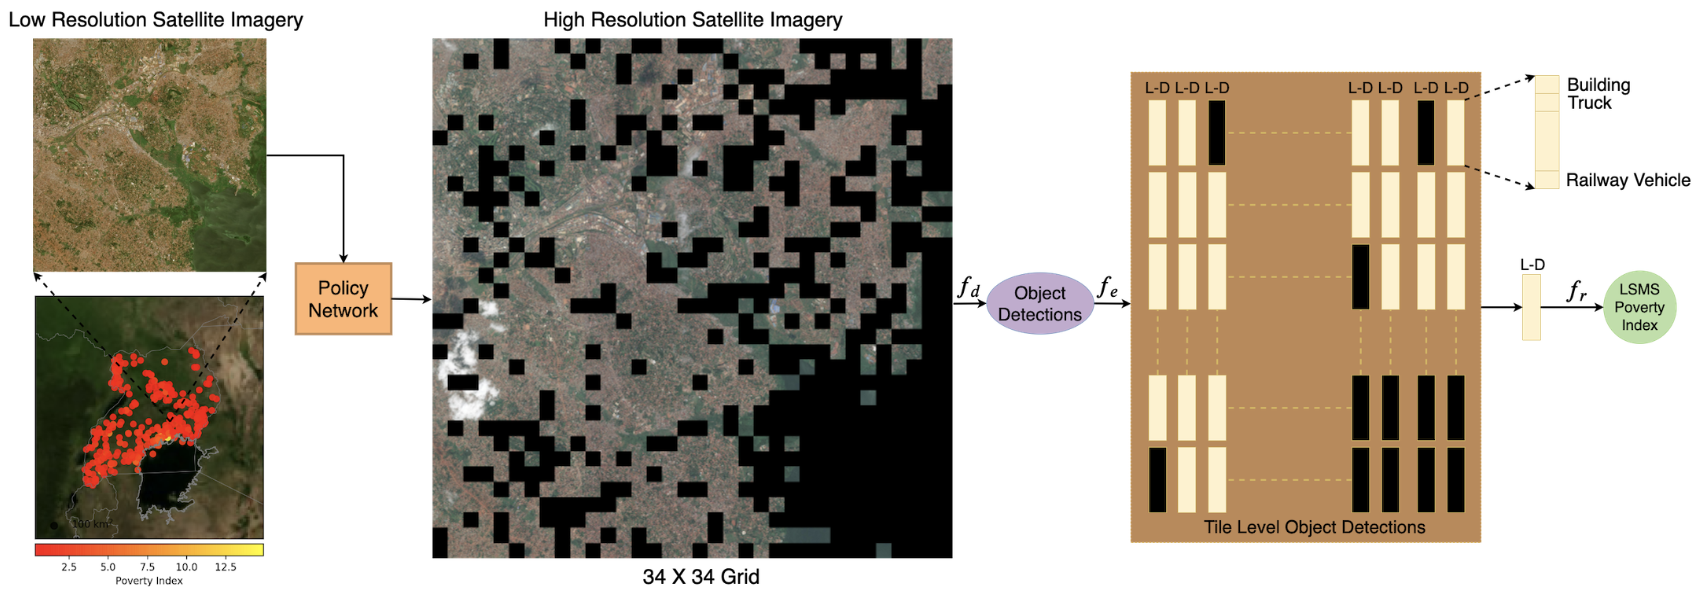 Low Resolution Satellite Imagery
High Resolution Satellite Imagery
Policy
Network
100 km
2.5 5.0 7.5 10.0 12.5
Poverty Index
34 X 34 Grid
f_d
Object
Detections
f_e
L-D L-D L-D L-D L-D L-D L-D
Tile Level Object Detections
Building
Truck
Railway Vehicle
L-D
f_r
LSMS
Poverty
Index